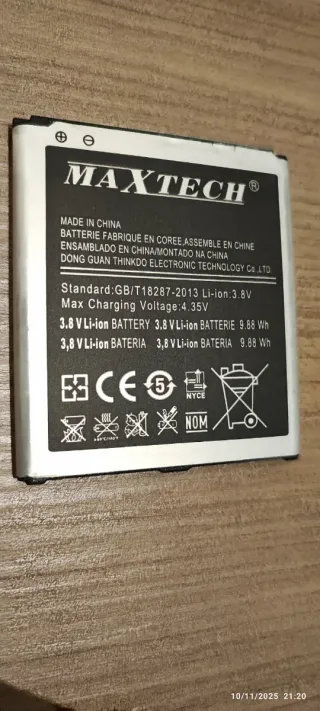 MAXTECH®
MADE IN CHINA
BATTERIE FABRIQUE EN COREE,ASSEMBLE EN CHINE
ENSAMBLADO EN CHINA/MONTADO NA CHINA
DONG GUAN THINKDO ELECTRONIC TECHNOLOGY Co.,LTD
Standard:GB/T18287-2013 Li-ion:3.8V
Max Charging Voltage:4.35V
3.8 V Li-ion BATTERY 3.8 V Li-ion BATTERIE 9.88 Wh
3,8 V Li-ion BATERIA 3,8 V Li-ion BATERIA 9.88 Wh
CE 5 NYCE
NOM
10/11/2025 21:20